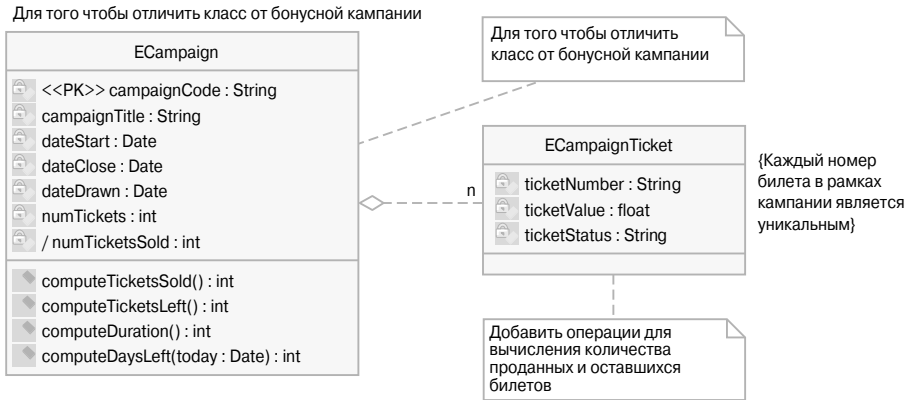 Для того чтобы отличить класс от бонусной кампании
ECampaign
<<PK>> campaignCode : String
campaignTitle : String
dateStart : Date
dateClose : Date
dateDrawn : Date
numTickets : int
/ numTicketsSold : int
computeTicketsSold() : int
computeTicketsLeft() : int
computeDuration() : int
computeDaysLeft(today : Date) : int
Для того чтобы отличить
класс от бонусной кампании
n
ECampaignTicket
ticketNumber : String
ticketValue : float
ticketStatus : String
{Каждый номер
билета в рамках
кампании является
уникальным}
Добавить операции для
вычисления количества
проданных и оставшихся
билетов